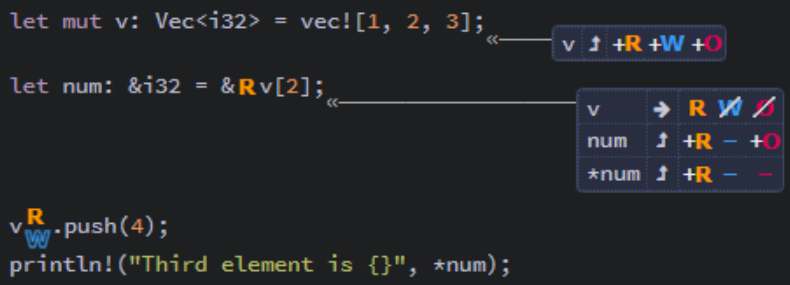 let mut v: Vec<i32> = vec![1, 2, 3];
« v ⤴ +R +W +O
let num: &i32 = &R v[2];
« v → R W O
num ⤴ +R - +O
*num ⤴ +R - -
v R W .push(4);
println!("Third element is {}", *num);